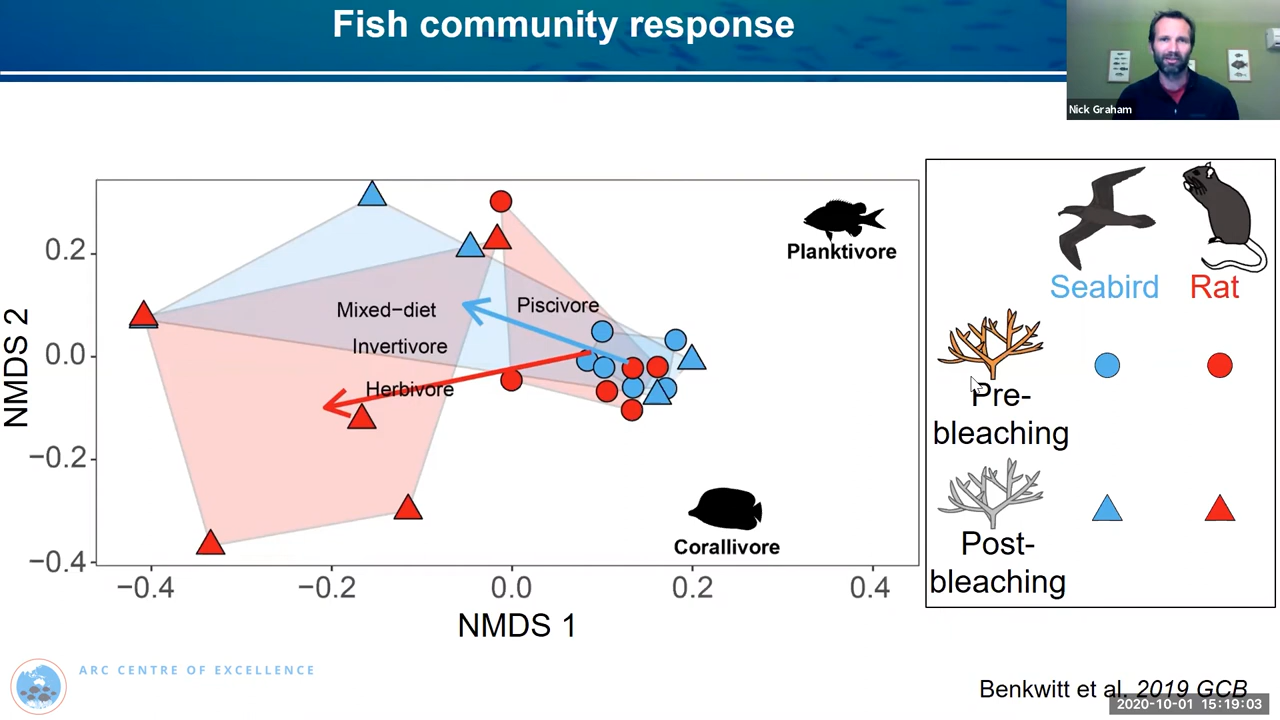 Fish community response
Nick Graham
0.2
0.0
−0.2
−0.4
NMDS 2
−0.4
−0.2
0.0
0.2
0.4
NMDS 1
Mixed−diet
Piscivore
Invertivore
Herbivore
Planktivore
Corallivore
Seabird
Rat
Pre-
bleaching
Post-
bleaching
ARC CENTRE OF EXCELLENCE
Benkwitt et al. 2019 GCB
2020-10-01 15:19:03